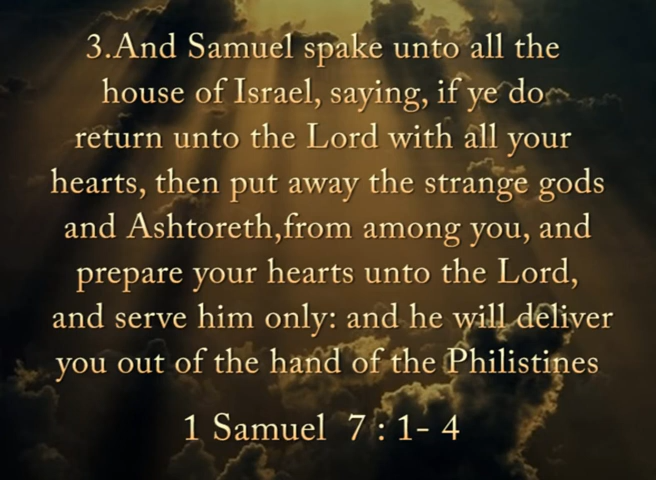 3.And Samuel spake unto all the
house of Israel, saying, if ye do
return unto the Lord with all your
hearts, then put away the strange gods
and Ashtoreth,from among you, and
prepare your hearts unto the Lord,
and serve him only: and he will deliver
you out of the hand of the Philistines
1 Samuel 7 : 1- 4